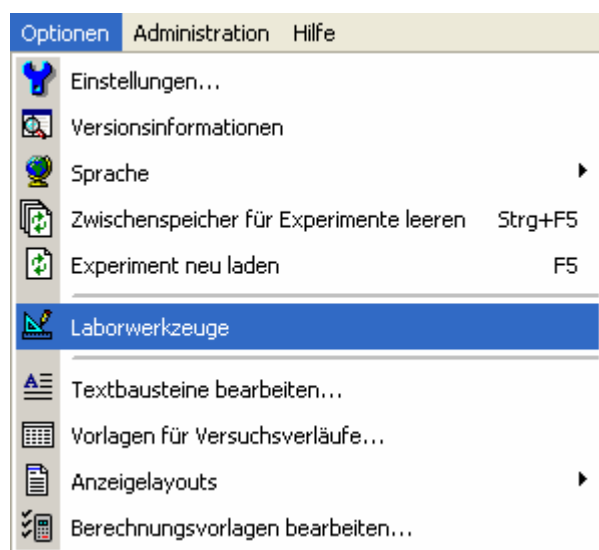 Optionen Administration Hilfe
Einstellungen...
Versionsinformationen
Sprache
Zwischenspeicher für Experimente leeren Strg+F5
Experiment neu laden F5
Laborwerkzeuge
Textbausteine bearbeiten...
Vorlagen für Versuchsverläufe...
Anzeigelayouts
Berechnungsvorlagen bearbeiten...